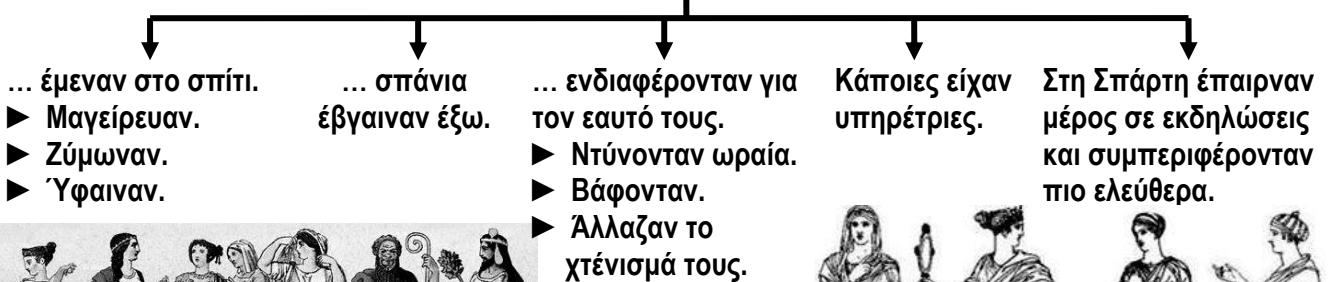 … έμεναν στο σπίτι.
► Μαγείρευαν.
► Ζύμωναν.
► Ύφαιναν.
… σπάνια
έβγαιναν έξω.
… ενδιαφέρονταν για
τον εαυτό τους.
► Ντύνονταν ωραία.
► Βάφονταν.
► Άλλαζαν το
χτένισμά τους.
Κάποιες είχαν
υπηρέτριες.
Στη Σπάρτη έπαιρναν
μέρος σε εκδηλώσεις
και συμπεριφέρονταν
πιο ελεύθερα.